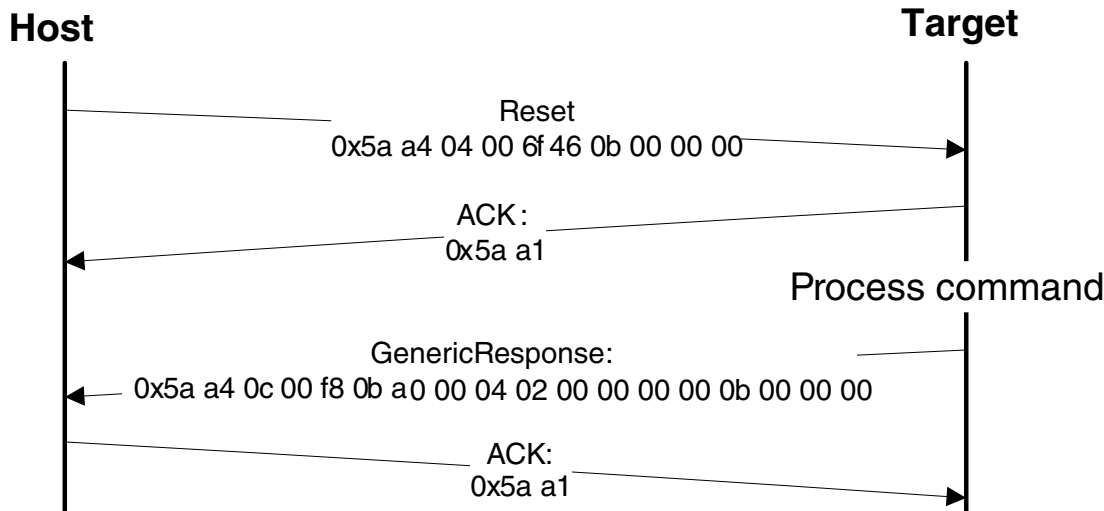 Host
Target
Reset
0x5a a4 04 00 6f 46 0b 00 00 00
ACK:
0x5a a1
Process command
GenericResponse:
0x5a a4 0c 00 f8 0b a0 00 04 02 00 00 00 00 0b 00 00 00
ACK:
0x5a a1